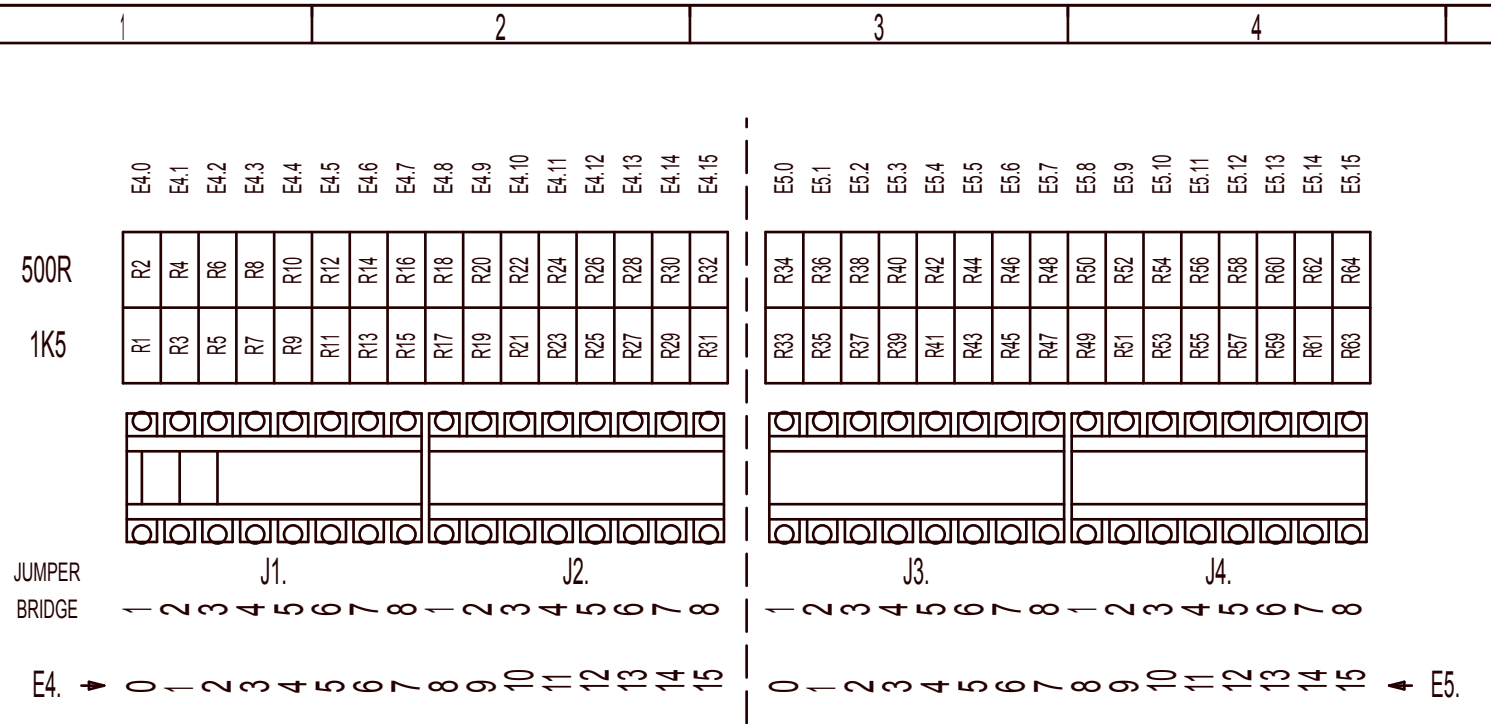 1 2 3 4
E4.0 E4.1 E4.2 E4.3 E4.4 E4.5 E4.6 E4.7 E4.8 E4.9 E4.10 E4.11 E4.12 E4.13 E4.14 E4.15 E5.0 E5.1 E5.2 E5.3 E5.4 E5.5 E5.6 E5.7 E5.8 E5.9 E5.10 E5.11 E5.12 E5.13 E5.14 E5.15
500R R2 R4 R6 R8 R10 R12 R14 R16 R18 R20 R22 R24 R26 R28 R30 R32 R34 R36 R38 R40 R42 R44 R46 R48 R50 R52 R54 R56 R58 R60 R62 R64
1K5 R1 R3 R5 R7 R9 R11 R13 R15 R17 R19 R21 R23 R25 R27 R29 R31 R33 R35 R37 R39 R41 R43 R45 R47 R49 R51 R53 R55 R57 R59 R61 R63
JUMPER J1. J2. J3. J4.
BRIDGE 1 2 3 4 5 6 7 8 1 2 3 4 5 6 7 8 1 2 3 4 5 6 7 8 1 2 3 4 5 6 7 8
E4. 0 1 2 3 4 5 6 7 8 9 10 11 12 13 14 15 0 1 2 3 4 5 6 7 8 9 10 11 12 13 14 15 E5.